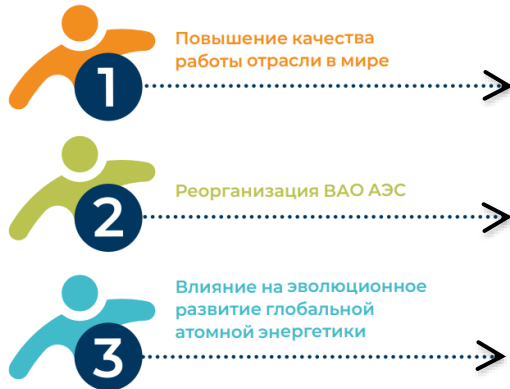 1
Повышение качества
работы отрасли в мире
2
Реорганизация ВАО АЭС
3
Влияние на эволюционное
развитие глобальной
атомной энергетики